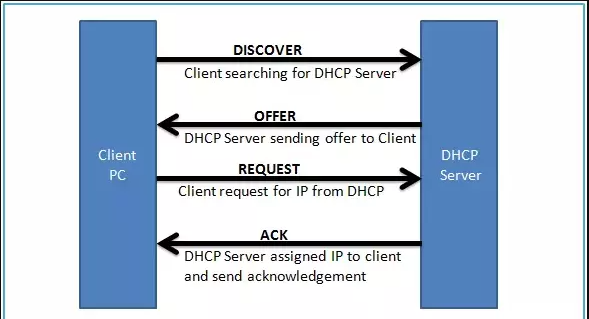 DISCOVER
Client searching for DHCP Server
OFFER
DHCP Server sending offer to Client
Client
PC
DHCP
Server
REQUEST
Client request for IP from DHCP
ACK
DHCP Server assigned IP to client
and send acknowledgement